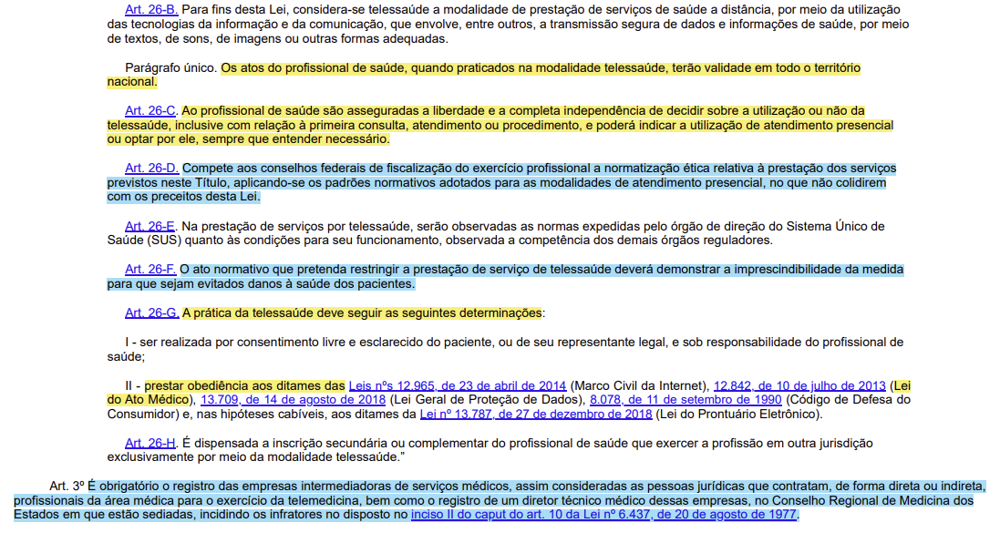 Art. 26-B. Para fins desta Lei, considera-se telessaúde a modalidade de prestação de serviços de saúde a distância, por meio da utilização
das tecnologias da informação e da comunicação, que envolve, entre outros, a transmissão segura de dados e informações de saúde, por meio
de textos, de sons, de imagens ou outras formas adequadas.
Parágrafo único. Os atos do profissional de saúde, quando praticados na modalidade telessaúde, terão validade em todo o território
nacional.
Art. 26-C. Ao profissional de saúde são asseguradas a liberdade e a completa independência de decidir sobre a utilização ou não da
telessaúde, inclusive com relação à primeira consulta, atendimento ou procedimento, e poderá indicar a utilização de atendimento presencial
ou optar por ele, sempre que entender necessário.
Art. 26-D. Compete aos conselhos federais de fiscalização do exercício profissional a normatização ética relativa à prestação dos serviços
previstos neste Título, aplicando-se os padrões normativos adotados para as modalidades de atendimento presencial, no que não colidirem
com os preceitos desta Lei.
Art. 26-E. Na prestação de serviços por telessaúde, serão observadas as normas expedidas pelo órgão de direção do Sistema Único de
Saúde (SUS) quanto às condições para seu funcionamento, observada a competência dos demais órgãos reguladores.
Art. 26-F. O ato normativo que pretenda restringir a prestação de serviço de telessaúde deverá demonstrar a imprescindibilidade da medida
para que sejam evitados danos à saúde dos pacientes.
Art. 26-G. A prática da telessaúde deve seguir as seguintes determinações:
I - ser realizada por consentimento livre e esclarecido do paciente, ou de seu representante legal, e sob responsabilidade do profissional de
saúde;
II - prestar obediência aos ditames das Leis nºs 12.965, de 23 de abril de 2014 (Marco Civil da Internet), 12.842, de 10 de julho de 2013 (Lei
do Ato Médico), 13.709, de 14 de agosto de 2018 (Lei Geral de Proteção de Dados), 8.078, de 11 de setembro de 1990 (Código de Defesa do
Consumidor) e, nas hipóteses cabíveis, aos ditames da Lei nº 13.787, de 27 de dezembro de 2018 (Lei do Prontuário Eletrônico).
Art. 26-H. É dispensada a inscrição secundária ou complementar do profissional de saúde que exercer a profissão em outra jurisdição
exclusivamente por meio da modalidade telessaúde.”
Art. 3º É obrigatório o registro das empresas intermediadoras de serviços médicos, assim consideradas as pessoas jurídicas que contratam, de forma direta ou indireta,
profissionais da área médica para o exercício da telemedicina, bem como o registro de um diretor técnico médico dessas empresas, no Conselho Regional de Medicina dos
Estados em que estão sediadas, incidindo os infratores no disposto no inciso II do caput do art. 10 da Lei nº 6.437, de 20 de agosto de 1977.